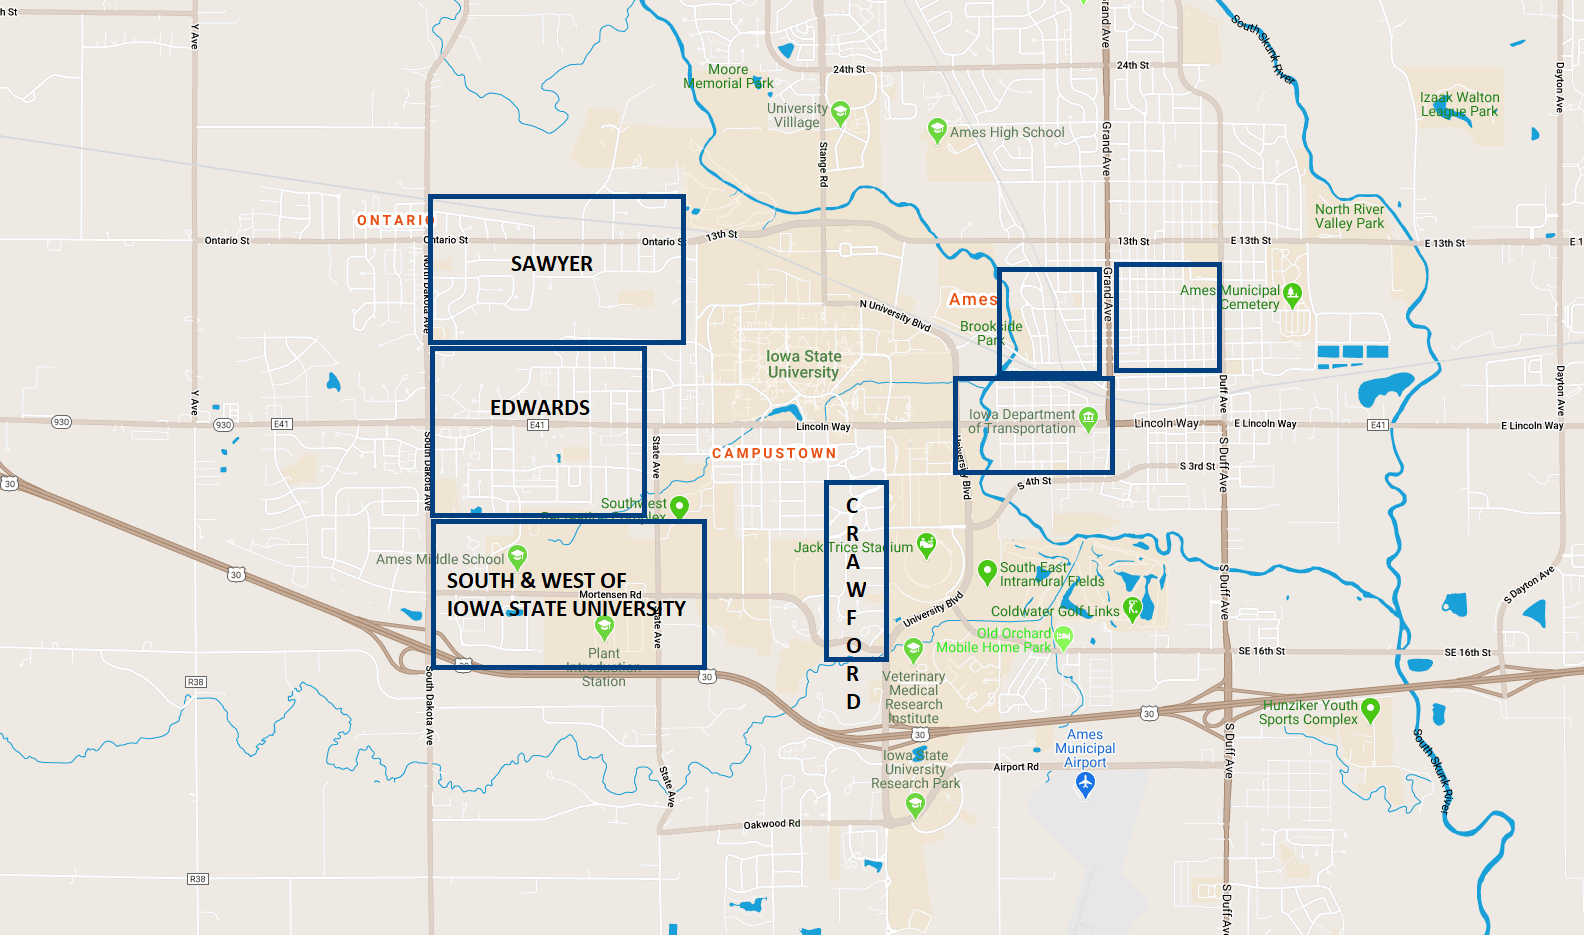 h St
Y Ave
24th St
24th St
Grand Ave
South Skunk River
Dayton Ave
Moore
Memorial Park
University
Villlage
Ames High School
Izaak Walton
League Park
Stange Rd
Grand Ave
ONTARIO
Ontario St
Ontario St
Ontario S
13th St
13th St
E 13th St
E 13th St
E 1
North River
Valley Park
SAWYER
North Dakota Ave
N University Blvd
Ames
Brookside
Park
Grand Ave
Ames Municipal
Cemetery
Iowa State
University
EDWARDS
Y Ave
Duff Ave
Dayton Ave
930
930
E41
E41
Lincoln Way
Iowa Department
of Transportation
Lincoln Way
E Lincoln Way
E41
E Lincoln Way
CAMPUSTOWN
South Dakota Ave
State Ave
University Blvd
S 3rd St
S 4th St
S Duff Ave
30
Southwest
Ames Middle School
SOUTH & WEST OF
IOWA STATE UNIVERSITY
Mortensen Rd
State Ave
Plant
Introduction
Station
CRAWFORD
Jack Trice Stadium
South East
Intramural Fields
Coldwater Golf Links
University Blvd
Old Orchard
Mobile Home Park
S Duff Ave
S Dayton Ave
SE 16th St
SE 16th St
30
30
30
30
30
30
Veterinary
Medical
Research
Institute
Hunziker Youth
Sports Complex
R38
South Dakota Ave
Ames
Municipal
Airport
Iowa State
University
Research Park
Airport Rd
S Duff Ave
South Skunk River
State Ave
Oakwood Rd
R38
S Duff Ave